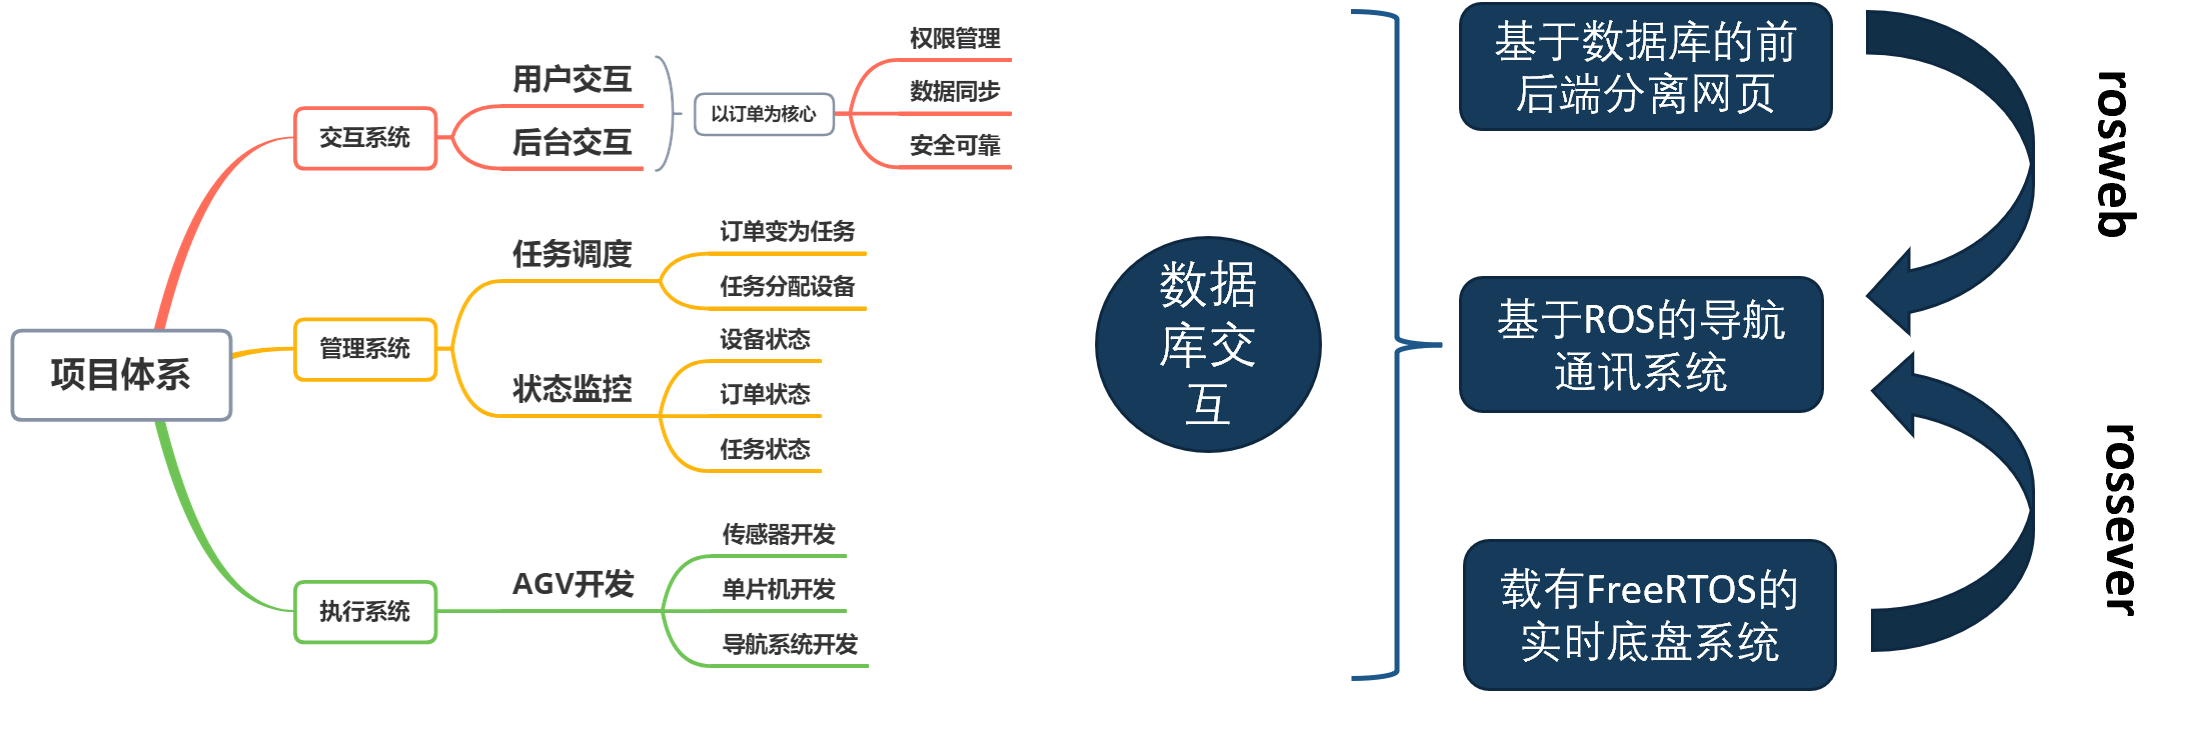 项目体系
交互系统
用户交互
后台交互
以订单为核心
权限管理
数据同步
安全可靠
管理系统
任务调度
订单变为任务
任务分配设备
状态监控
设备状态
订单状态
任务状态
执行系统
AGV开发
传感器开发
单片机开发
导航系统开发
数据
库交
互
基于数据库的前
后端分离网页
基于ROS的导航
通讯系统
载有FreeRTOS的
实时底盘系统
rosweb
rossever